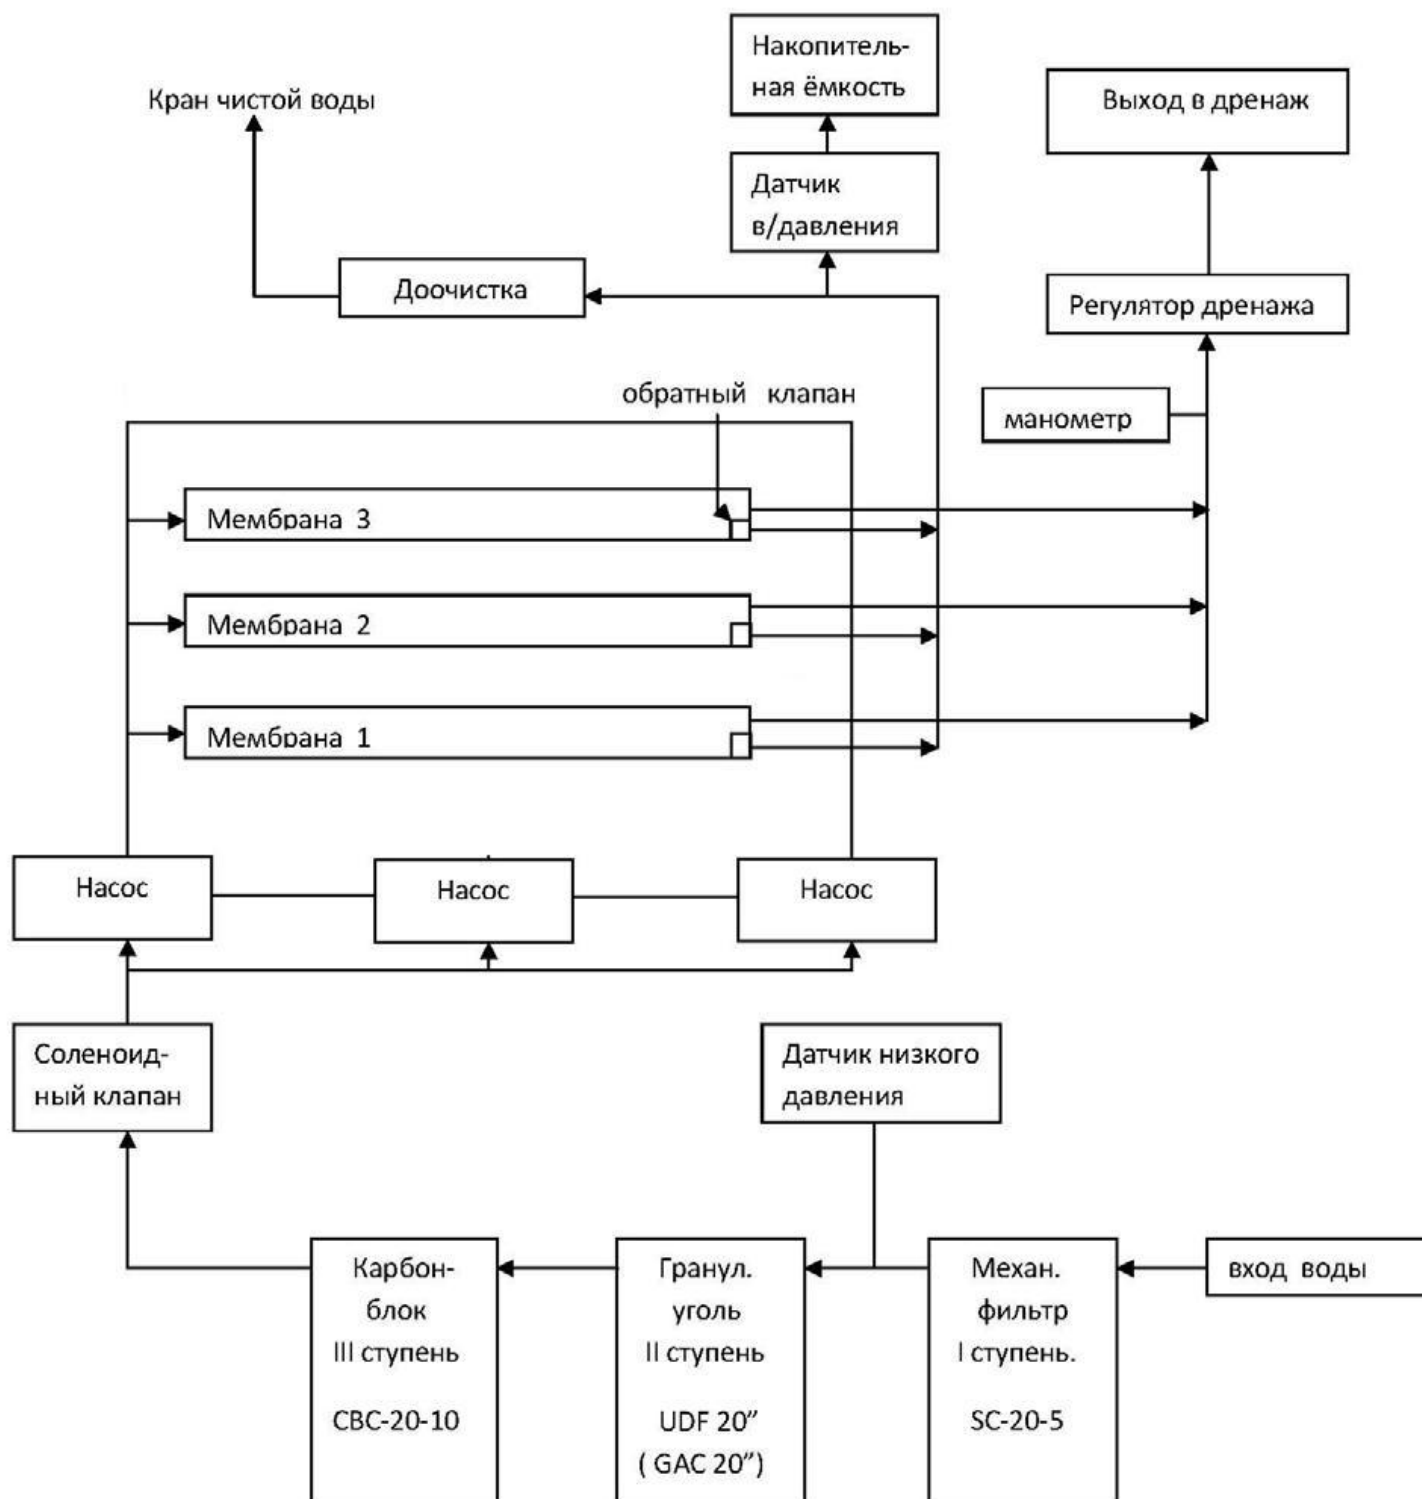 Накопитель-
ная ёмкость
Кран чистой воды
Выход в дренаж
Датчик
в/давления
Доочистка
Регулятор дренажа
обратный клапан
манометр
Мембрана 3
Мембрана 2
Мембрана 1
Насос
Насос
Насос
Соленоид-
ный клапан
Датчик низкого
давления
Карбон-
блок
III ступень
CBC-20-10
Гранул.
уголь
II ступень
UDF 20”
( GAC 20”)
Механ.
фильтр
I ступень.
SC-20-5
вход воды